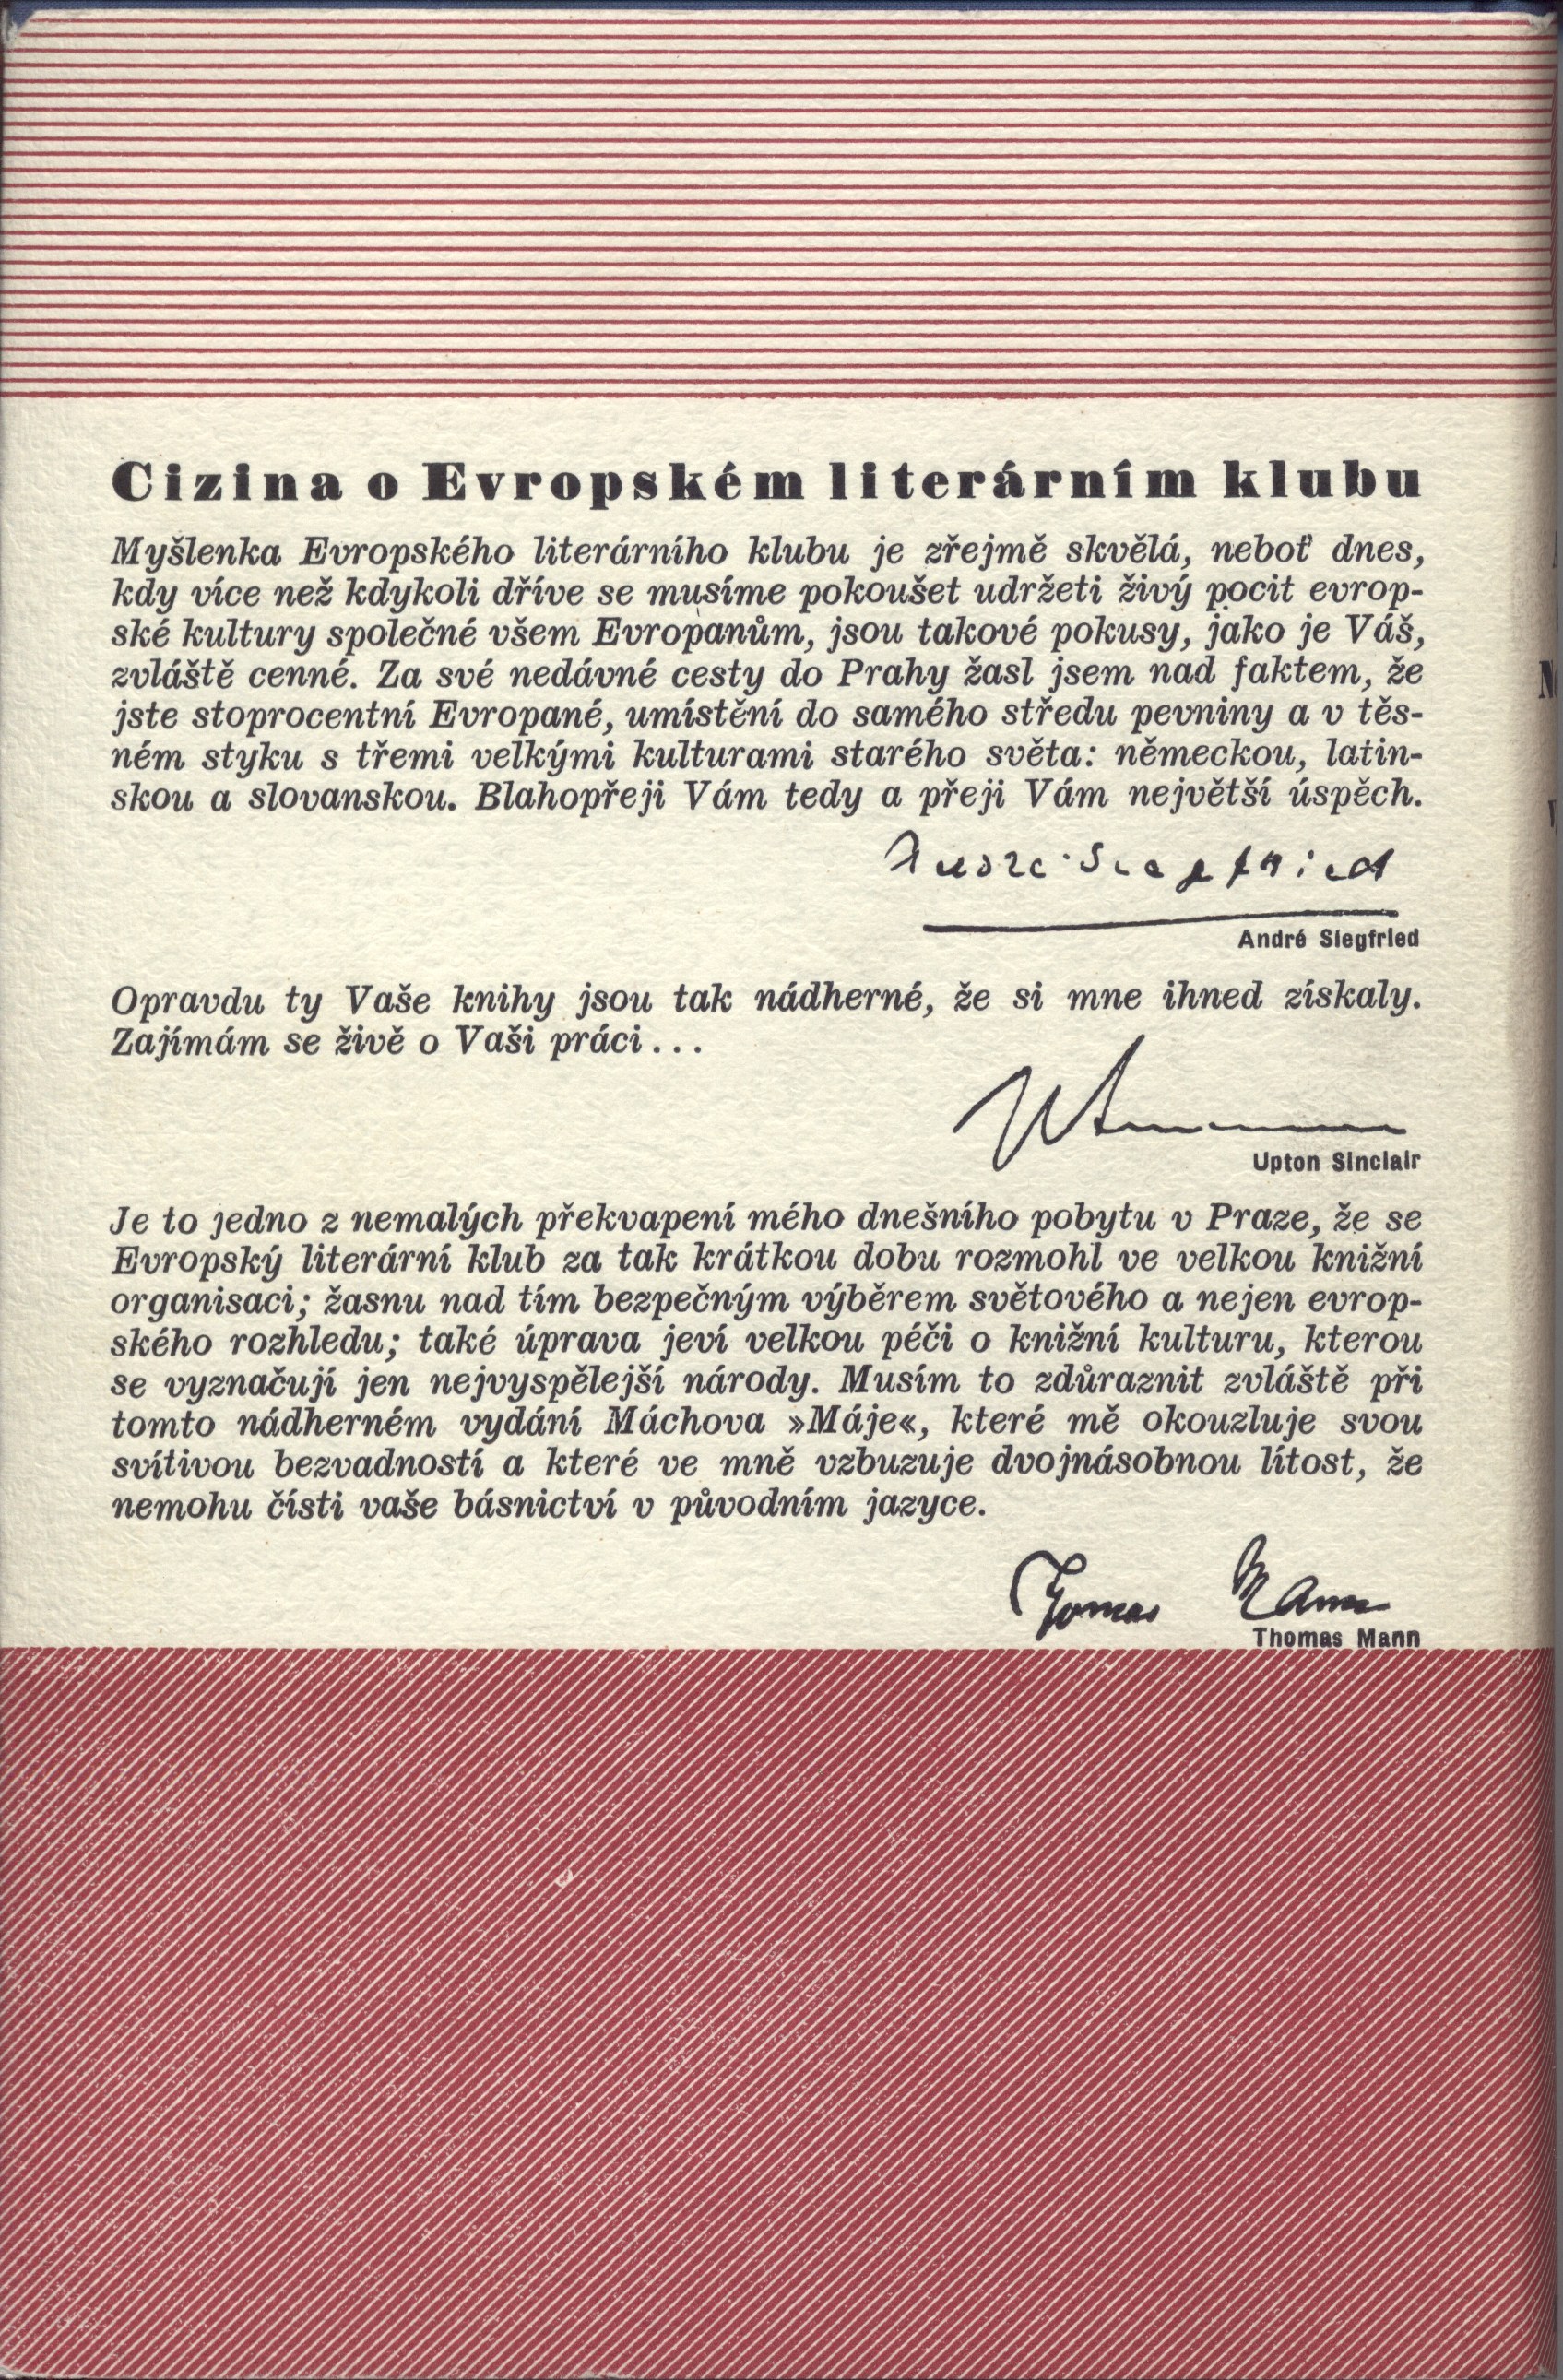 Cizina o Evropském literárním klubu
Myšlenka Evropského literárního klubu je zřejmě skvělá, neboť dnes,
kdy více než kdykoli dříve se musíme pokoušet udržeti živý pocit evrop-
ské kultury společné všem Evropanům, jsou takové pokusy, jako je Váš,
zvláště cenné. Za své nedávné cesty do Prahy žasl jsem nad faktem, že
jste stoprocentní Evropané, umístění do samého středu pevniny a v těs-
ném styku s třemi velkými kulturami starého světa: německou, latin-
skou a slovanskou. Blahopřeji Vám tedy a přeji Vám největší úspěch.
André Siegfried
André Siegfried
Opravdu ty Vaše knihy jsou tak nádherné, že si mne ihned získaly.
Zajímám se živě o Vaši práci...
Upton Sinclair
Je to jedno z nemalých překvapení mého dnešního pobytu v Praze, že se
Evropský literární klub za tak krátkou dobu rozmohl ve velkou knižní
organisaci; žasnu nad tím bezpečným výběrem světového a nejen evrop-
ského rozhledu; také úprava jeví velkou péči o knižní kulturu, kterou
se vyznačují jen nejvyspělejší národy. Musím to zdůraznit zvláště při
tomto nádherném vydání Máchova »Máje«, které mě okouzluje svou
svítivou bezvadností a které ve mně vzbuzuje dvojnásobnou lítost, že
nemohu čísti vaše básnictví v původním jazyce.
Thomas Mann
Thomas Mann